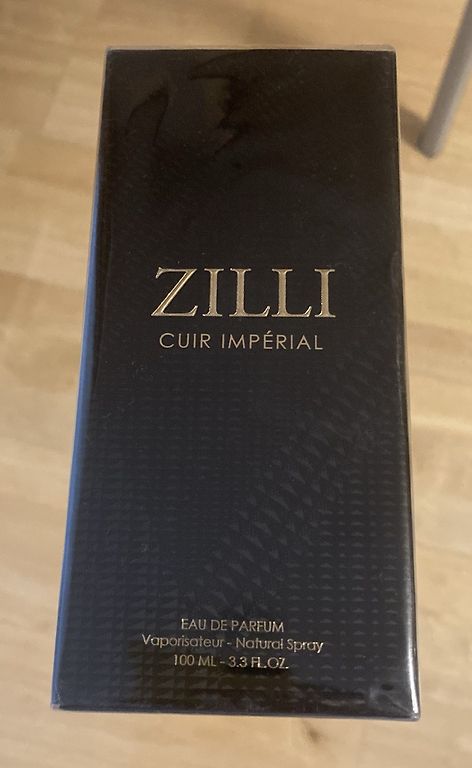 ZILLI
CUIR IMPÉRIAL
EAU DE PARFUM
Vaporisateur - Natural Spray
100 ML - 3.3 FL.OZ.